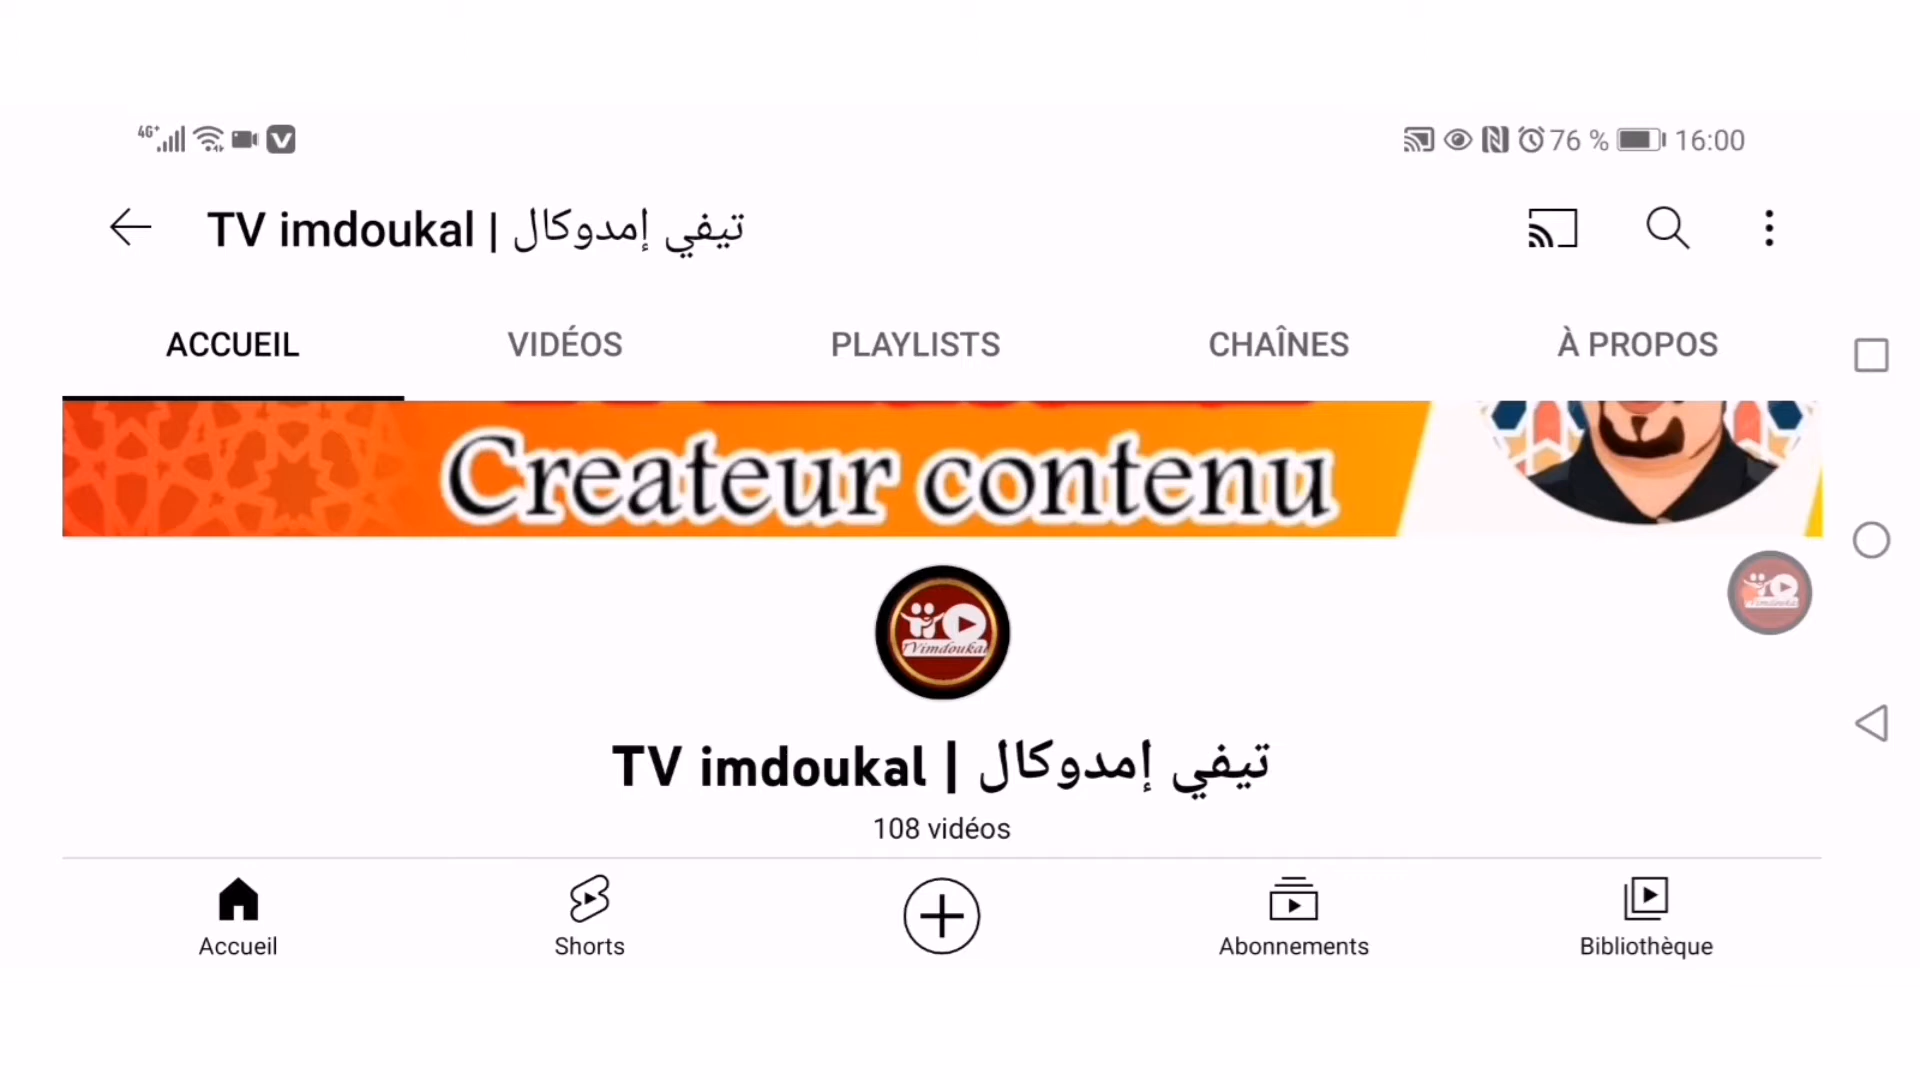 4G+ 76 % 16:00
TV imdoukal | تيفي إمدوكال
ACCUEIL VIDÉOS PLAYLISTS CHAÎNES À PROPOS
Createur contenu
TVimdoukal
TV imdoukal | تيفي إمدوكال
108 vidéos
Accueil Shorts Abonnements Bibliothèque